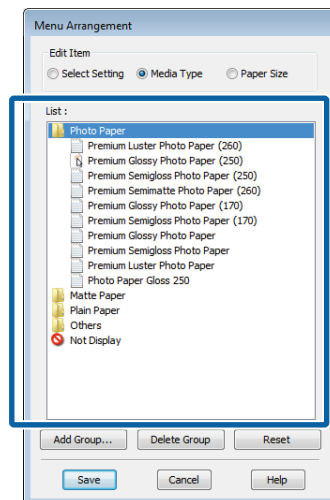 Menu Arrangement
Edit Item
Select Setting Media Type Paper Size
List :
Photo Paper
Premium Luster Photo Paper (260)
Premium Glossy Photo Paper (250)
Premium Semigloss Photo Paper (250)
Premium Semimatte Photo Paper (260)
Premium Glossy Photo Paper (170)
Premium Semigloss Photo Paper (170)
Premium Glossy Photo Paper
Premium Semigloss Photo Paper
Premium Luster Photo Paper
Photo Paper Gloss 250
Matte Paper
Plain Paper
Others
Not Display
Add Group... Delete Group Reset
Save Cancel Help